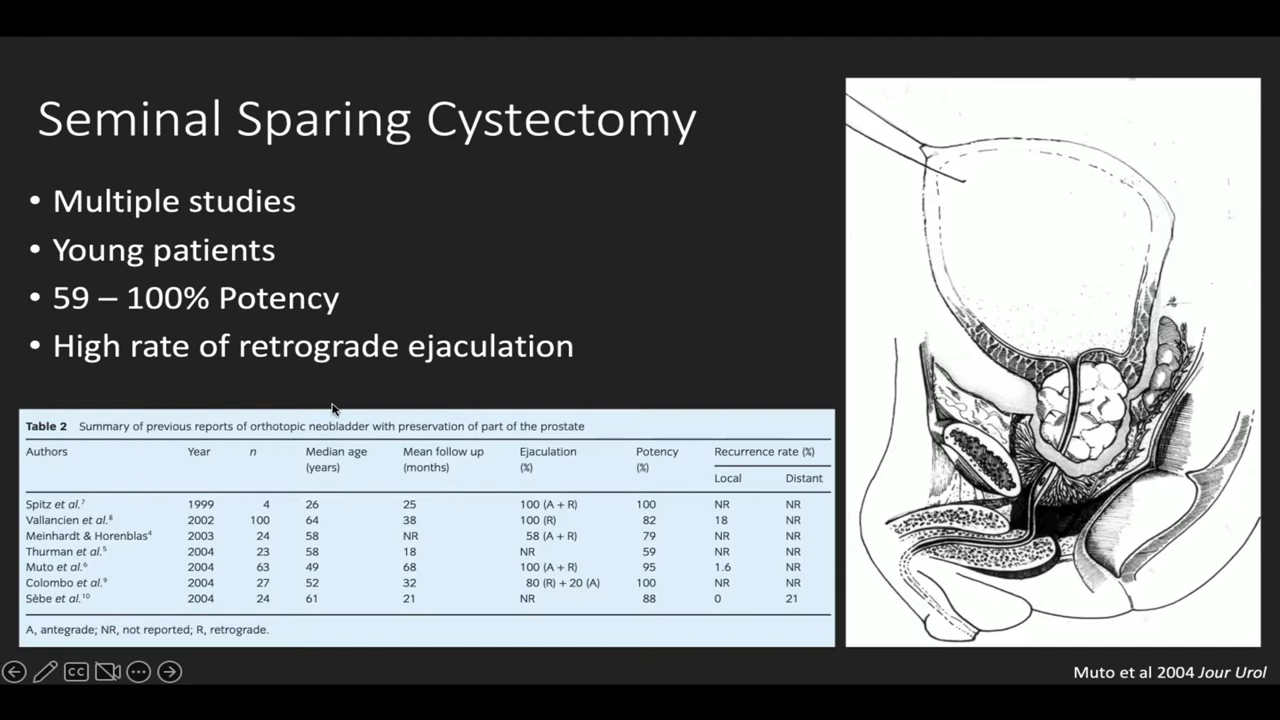 Seminal Sparing Cystectomy
• Multiple studies
• Young patients
• 59 – 100% Potency
• High rate of retrograde ejaculation
Table 2 Summary of previous reports of orthotopic neobladder with preservation of part of the prostate
Authors Year n Median age Mean follow up Ejaculation Potency Recurrence rate (%)
(years) (months) (%) (%) Local Distant
Spitz et al.⁷ 1999 4 26 25 100 (A + R) 100 NR NR
Vallancien et al.⁸ 2002 100 64 38 100 (R) 82 18 NR
Meinhardt & Horenblas⁴ 2003 24 58 NR 58 (A + R) 79 NR NR
Thurman et al.⁵ 2004 23 58 18 NR 59 NR NR
Muto et al.⁶ 2004 63 49 68 100 (A + R) 95 1.6 NR
Colombo et al.⁹ 2004 27 52 32 80 (R) + 20 (A) 100 NR NR
Sèbe et al.¹⁰ 2004 24 61 21 NR 88 0 21
A, antegrade; NR, not reported; R, retrograde.
CC
Muto et al 2004 Jour Urol